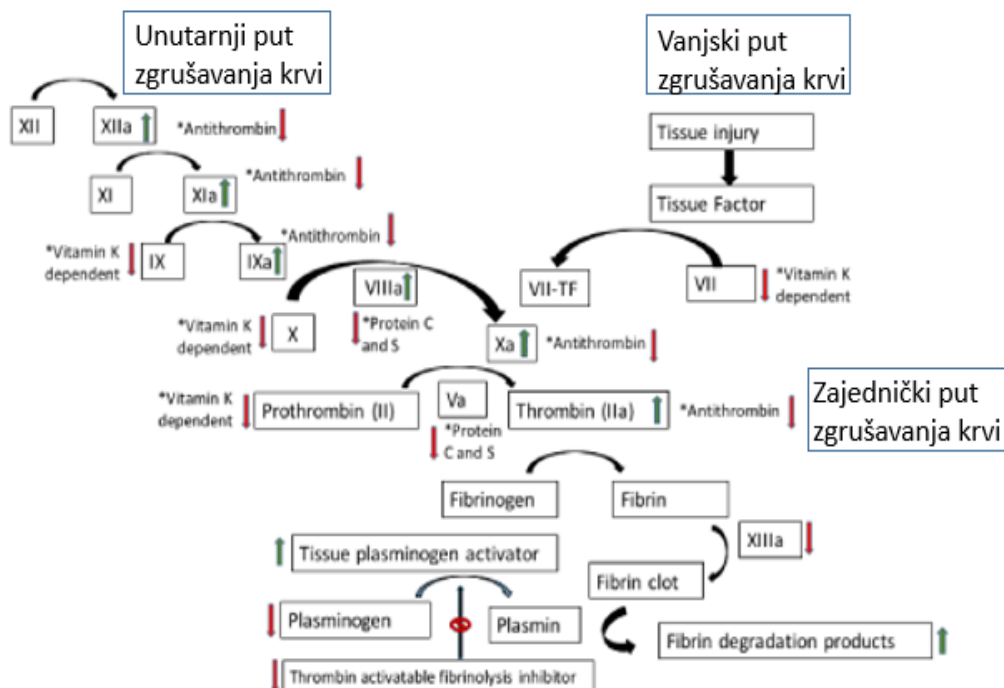 Unutarnji put
zgrušavanja krvi
Vanjski put
zgrušavanja krvi
XII
XIIa
*Antithrombin
Tissue injury
XI
XIa
*Antithrombin
Tissue Factor
*Vitamin K
dependent
IX
IXa
*Antithrombin
VIIIa
VII-TF
VII
*Vitamin K
dependent
*Vitamin K
dependent
X
*Protein C
and S
Xa
*Antithrombin
*Vitamin K
dependent
Prothrombin (II)
Va
Thrombin (IIa)
*Antithrombin
Zajednički put
zgrušavanja krvi
*Protein
C and S
Fibrinogen
Fibrin
XIIIa
Tissue plasminogen activator
Fibrin clot
Plasminogen
Plasmin
Fibrin degradation products
Thrombin activatable fibrinolysis inhibitor